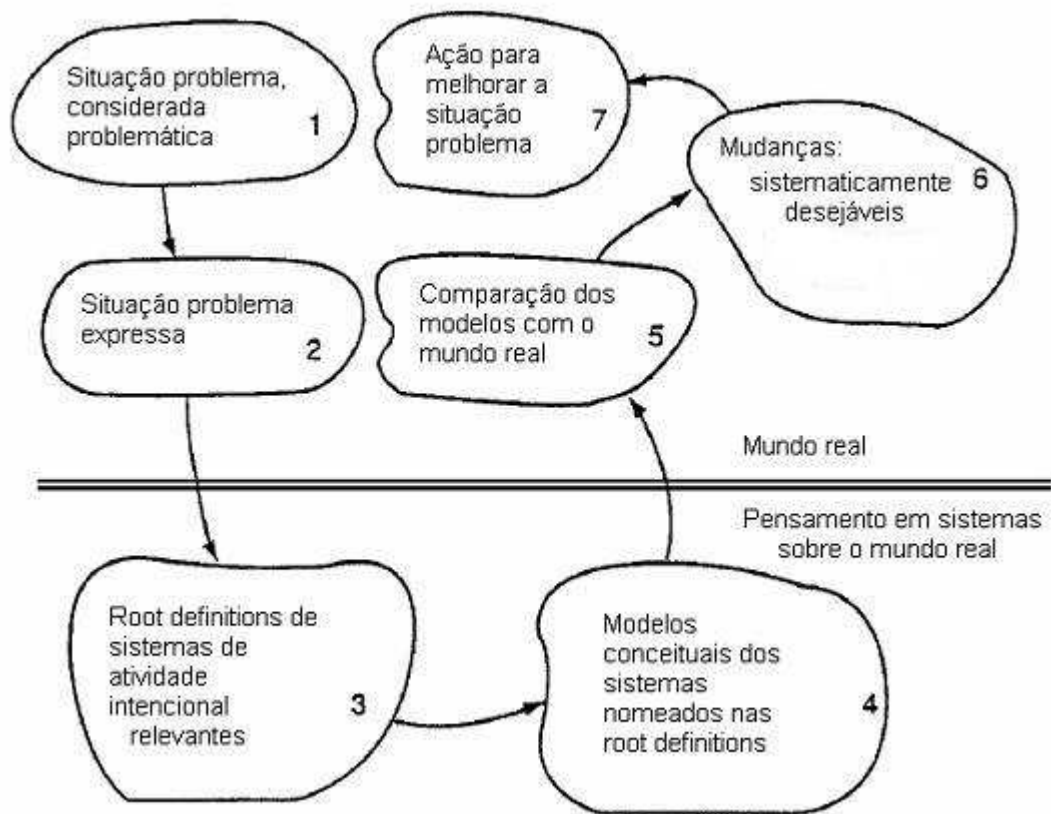 Situação problema,
considerada
problemática
1
Situação problema
expressa
2
Root definitions de
sistemas de
atividade
intencional
relevantes
3
Modelos
conceituais dos
sistemas
nomeados nas
root definitions
4
Comparação dos
modelos com o
mundo real
5
Mudanças:
sistematicamente
desejáveis
6
Ação para
melhorar a
situação
problema
7
Mundo real
Pensamento em sistemas
sobre o mundo real